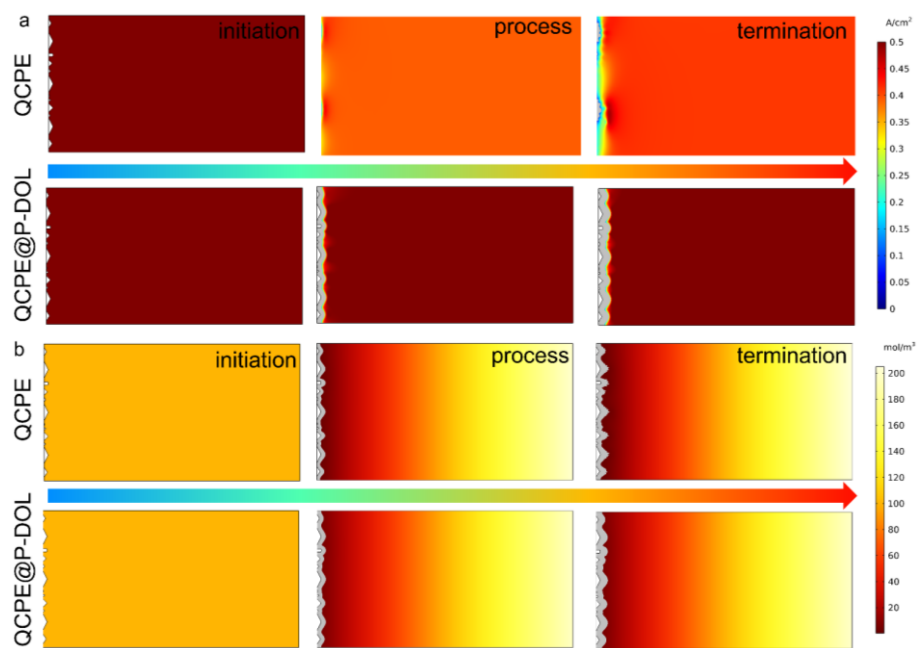 a
initiation
process
termination
A/cm²
QCPE
0.5
0.45
0.4
0.35
0.3
0.25
0.2
0.15
0.1
0.05
0
QCPE@P-DOL
b
initiation
process
termination
mol/m³
QCPE
200
180
160
140
120
100
80
60
40
20
QCPE@P-DOL